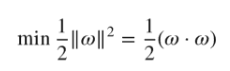 min 1/2 ‖ω‖² = 1/2 (ω · ω)